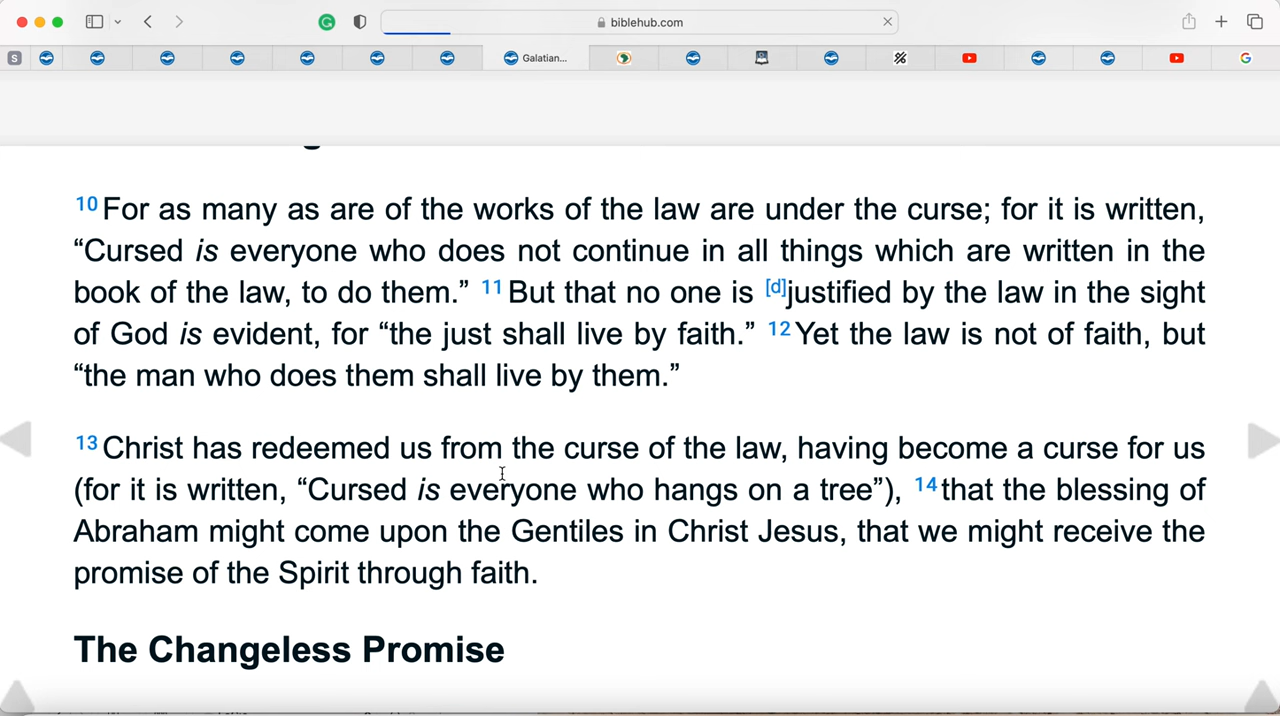 biblehub.com
S
Galatian...
10 For as many as are of the works of the law are under the curse; for it is written,
“Cursed is everyone who does not continue in all things which are written in the
book of the law, to do them.” 11 But that no one is [d]justified by the law in the sight
of God is evident, for “the just shall live by faith.” 12 Yet the law is not of faith, but
“the man who does them shall live by them.”
13 Christ has redeemed us from the curse of the law, having become a curse for us
(for it is written, “Cursed is everyone who hangs on a tree”), 14 that the blessing of
Abraham might come upon the Gentiles in Christ Jesus, that we might receive the
promise of the Spirit through faith.
The Changeless Promise